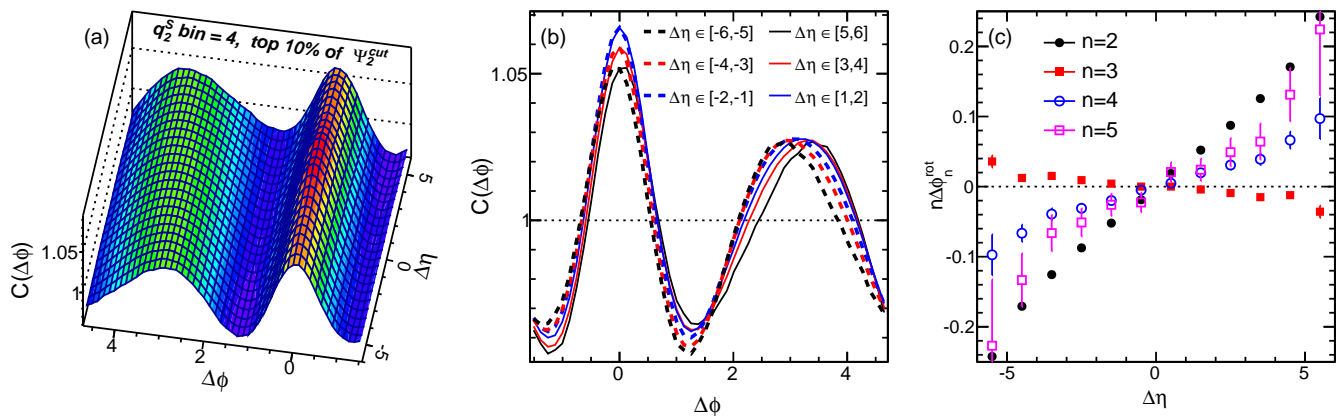 (a)
q₂ˢ bin = 4, top 10% of Ψ₂ᶜᵘᵗ
C(Δφ)
1.05
1
4
2
0
Δφ
5
0
-5
Δη
(b)
Δη ∈ [-6,-5]
Δη ∈ [5,6]
Δη ∈ [-4,-3]
Δη ∈ [3,4]
Δη ∈ [-2,-1]
Δη ∈ [1,2]
C(Δφ)
1.05
1
0
2
4
Δφ
(c)
n=2
n=3
n=4
n=5
nΔφₙʳᵒᵗ
0.2
0.1
0
-0.1
-0.2
-5
0
5
Δη